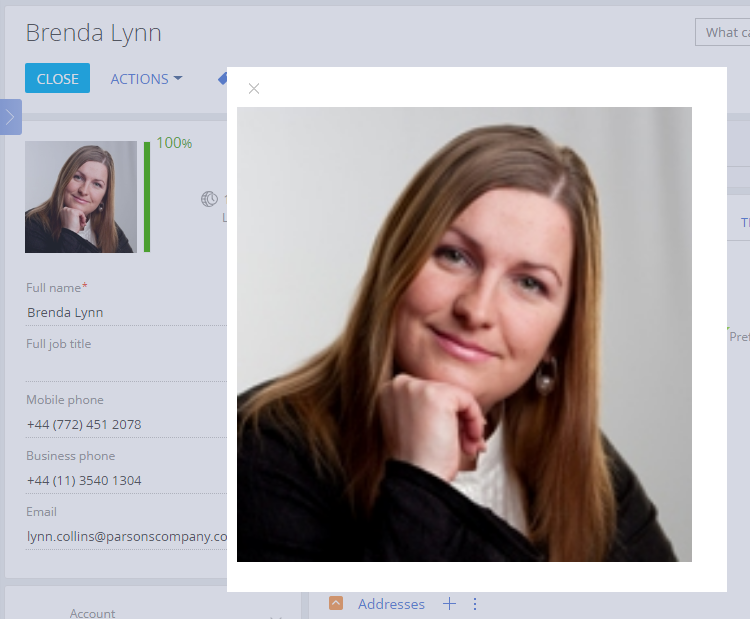 Brenda Lynn
What ca
CLOSE
ACTIONS
100%
Full name*
Brenda Lynn
Full job title
Mobile phone
+44 (772) 451 2078
Business phone
+44 (11) 3540 1304
Email
lynn.collins@parsonscompany.co
Pref
Account
Addresses